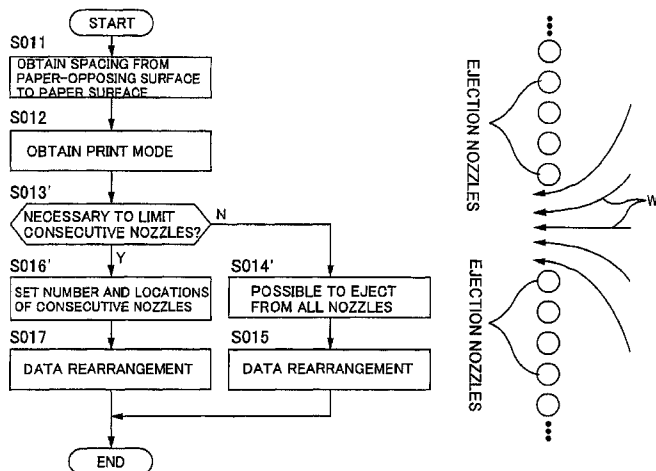 START
S011
OBTAIN SPACING FROM
PAPER-OPPOSING SURFACE
TO PAPER SURFACE
S012
OBTAIN PRINT MODE
S013'
NECESSARY TO LIMIT
CONSECUTIVE NOZZLES?
N
Y
S016'
SET NUMBER AND LOCATIONS
OF CONSECUTIVE NOZZLES
S014'
POSSIBLE TO EJECT
FROM ALL NOZZLES
S017
DATA REARRANGEMENT
S015
DATA REARRANGEMENT
END
EJECTION NOZZLES
W
EJECTION NOZZLES